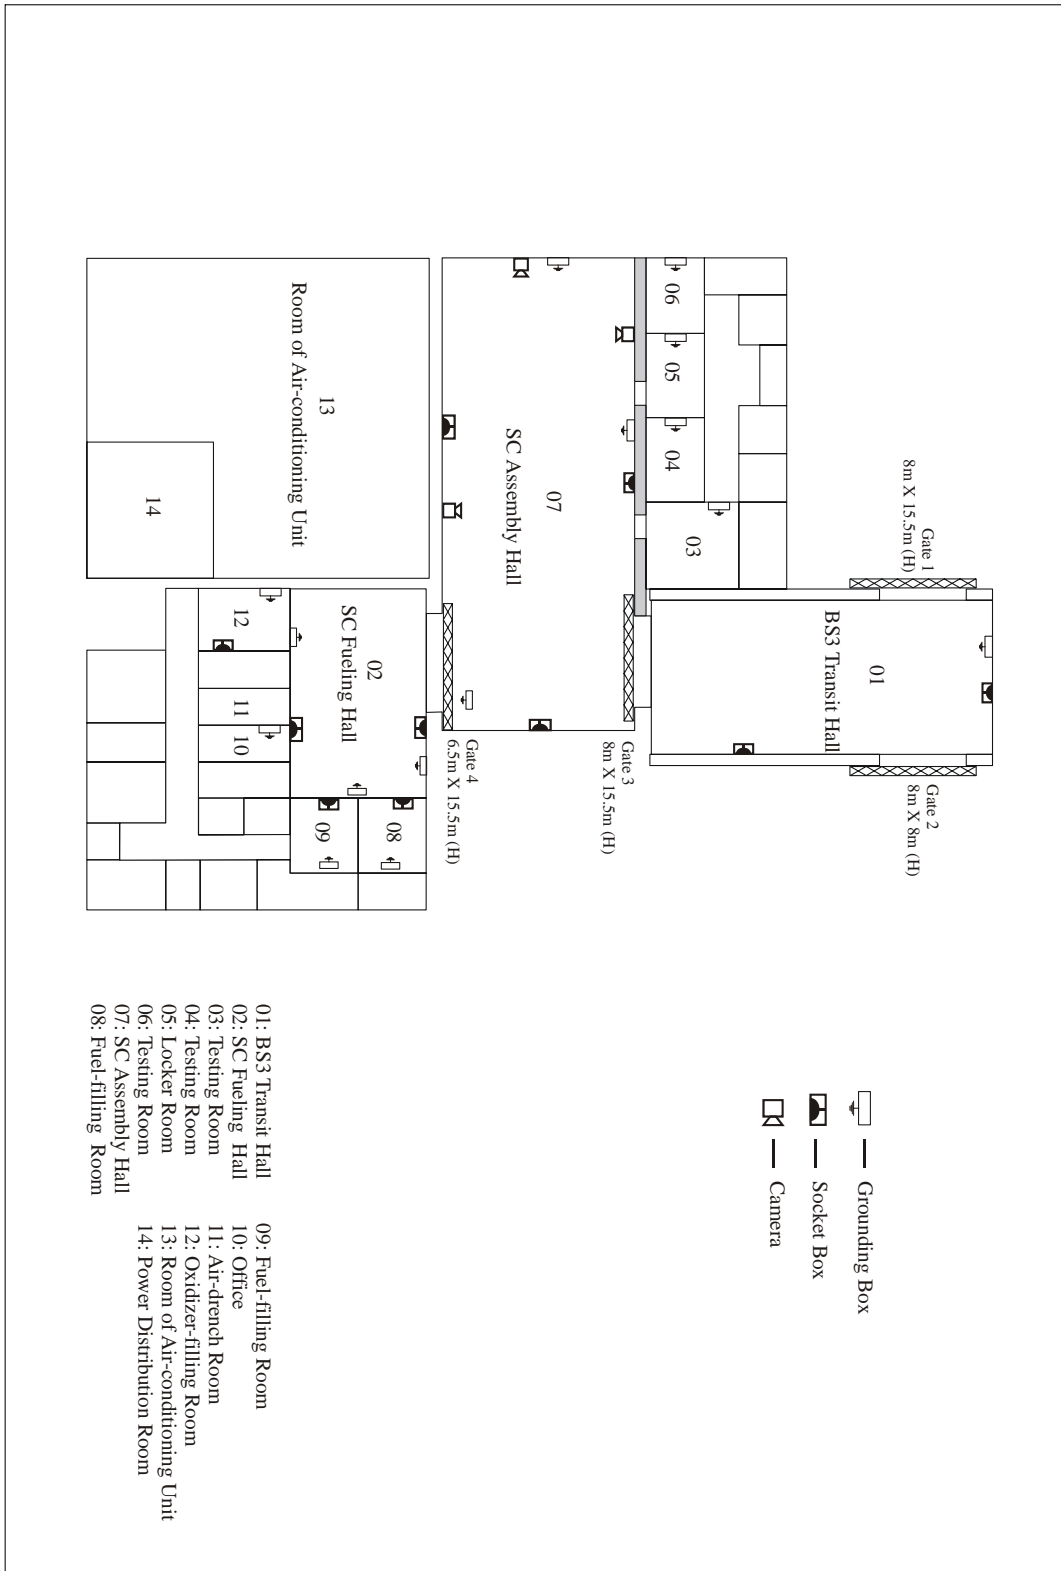 8m X 15.5m (H)
Gate 1
BS3 Transit Hall
01
Gate 2
8m X 8m (H)
06
05
04
03
SC Assembly Hall
07
Gate 3
8m X 15.5m (H)
Gate 4
6.5m X 15.5m (H)
13
Room of Air-conditioning Unit
14
02
SC Fueling Hall
12
11
10
09
08
Grounding Box
Socket Box
Camera
01: BS3 Transit Hall
02: SC Fueling Hall
03: Testing Room
04: Testing Room
05: Locker Room
06: Testing Room
07: SC Assembly Hall
08: Fuel-filling Room
09: Fuel-filling Room
10: Office
11: Air-drench Room
12: Oxidizer-filling Room
13: Room of Air-conditioning Unit
14: Power Distribution Room